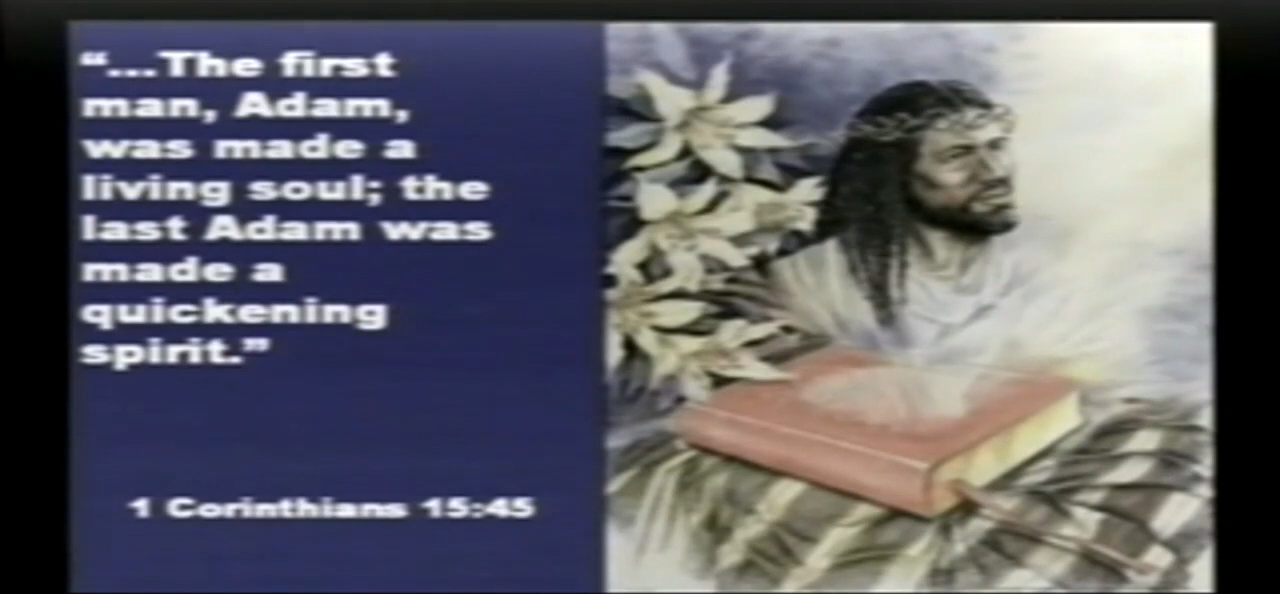 “...The first
man, Adam,
was made a
living soul; the
last Adam was
made a
quickening
spirit.”
1 Corinthians 15:45